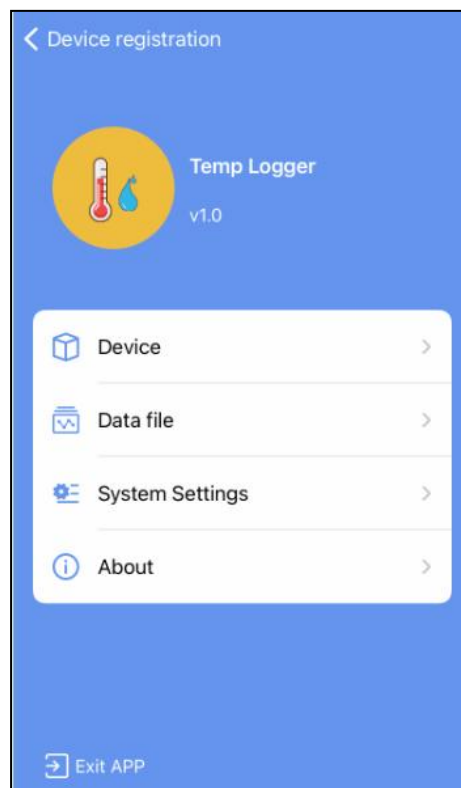 Device registration
Temp Logger
v1.0
Device
Data file
System Settings
About
Exit APP